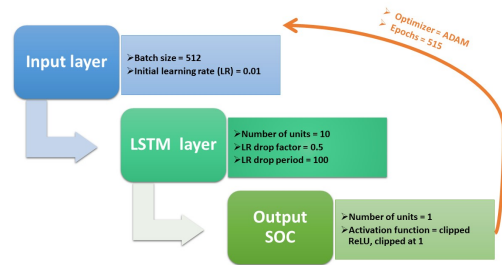 ➢ Optimizer = ADAM
➢ Epochs = 515
Input layer
➢Batch size = 512
➢Initial learning rate (LR) = 0.01
LSTM layer
➢Number of units = 10
➢LR drop factor = 0.5
➢LR drop period = 100
Output
SOC
➢Number of units = 1
➢Activation function = clipped
ReLU, clipped at 1